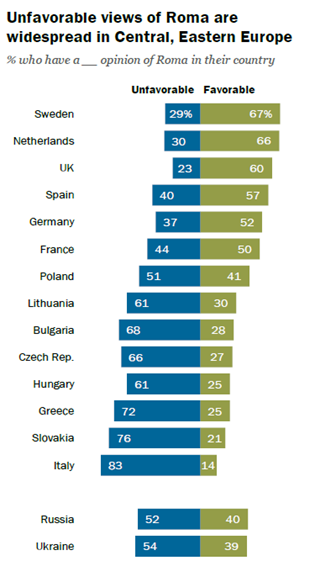 Unfavorable views of Roma are
widespread in Central, Eastern Europe
% who have a __ opinion of Roma in their country
Unfavorable Favorable
Sweden 29% 67%
Netherlands 30 66
UK 23 60
Spain 40 57
Germany 37 52
France 44 50
Poland 51 41
Lithuania 61 30
Bulgaria 68 28
Czech Rep. 66 27
Hungary 61 25
Greece 72 25
Slovakia 76 21
Italy 83 14
Russia 52 40
Ukraine 54 39